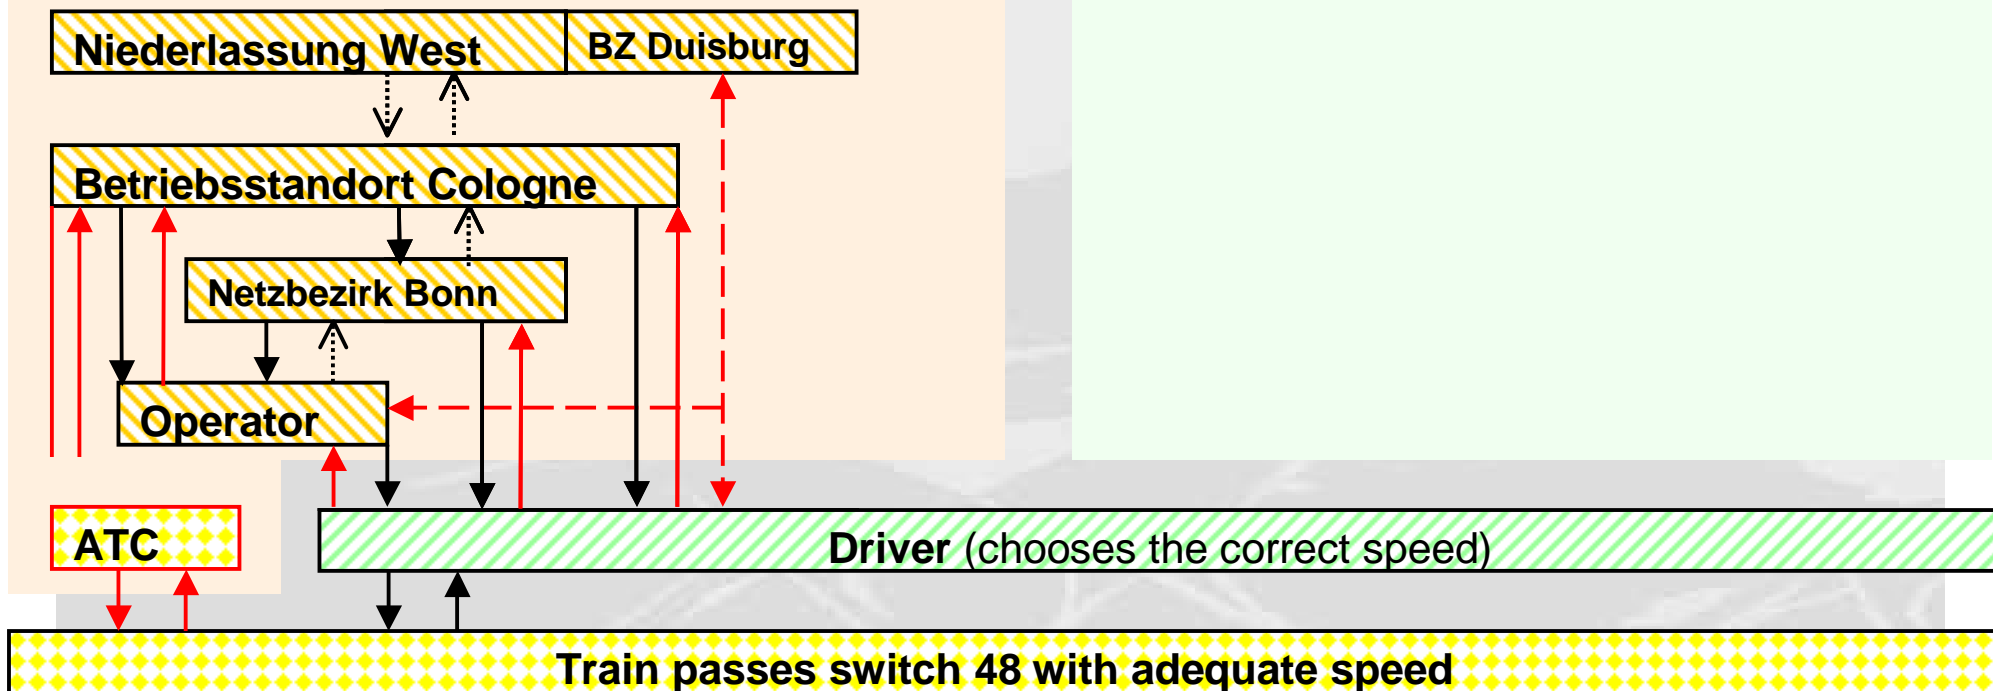 Niederlassung West
BZ Duisburg
Betriebsstandort Cologne
Netzbezirk Bonn
Operator
ATC
Driver (chooses the correct speed)
Train passes switch 48 with adequate speed